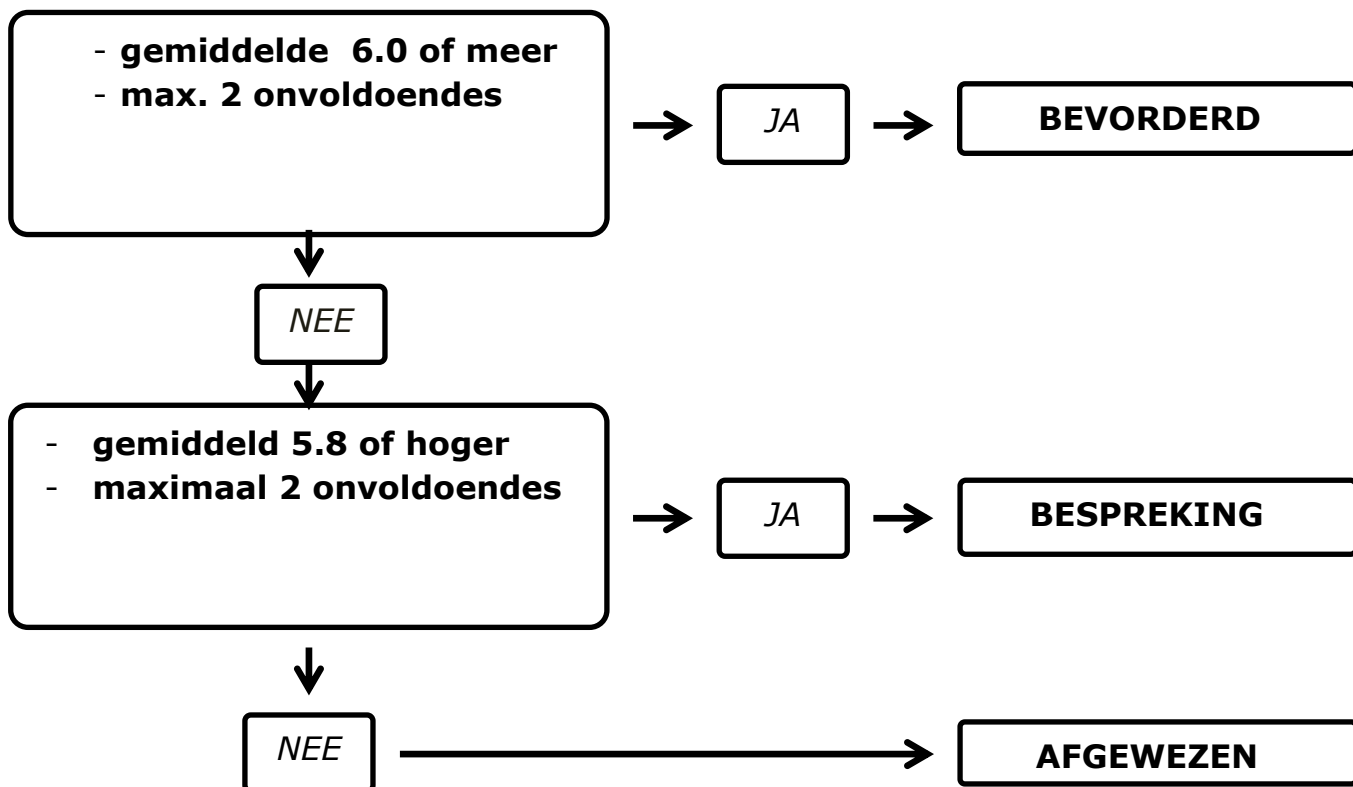 - gemiddelde 6.0 of meer
- max. 2 onvoldoendes
JA
BEVORDERD
NEE
- gemiddeld 5.8 of hoger
- maximaal 2 onvoldoendes
JA
BESPREKING
NEE
AFGEWEZEN